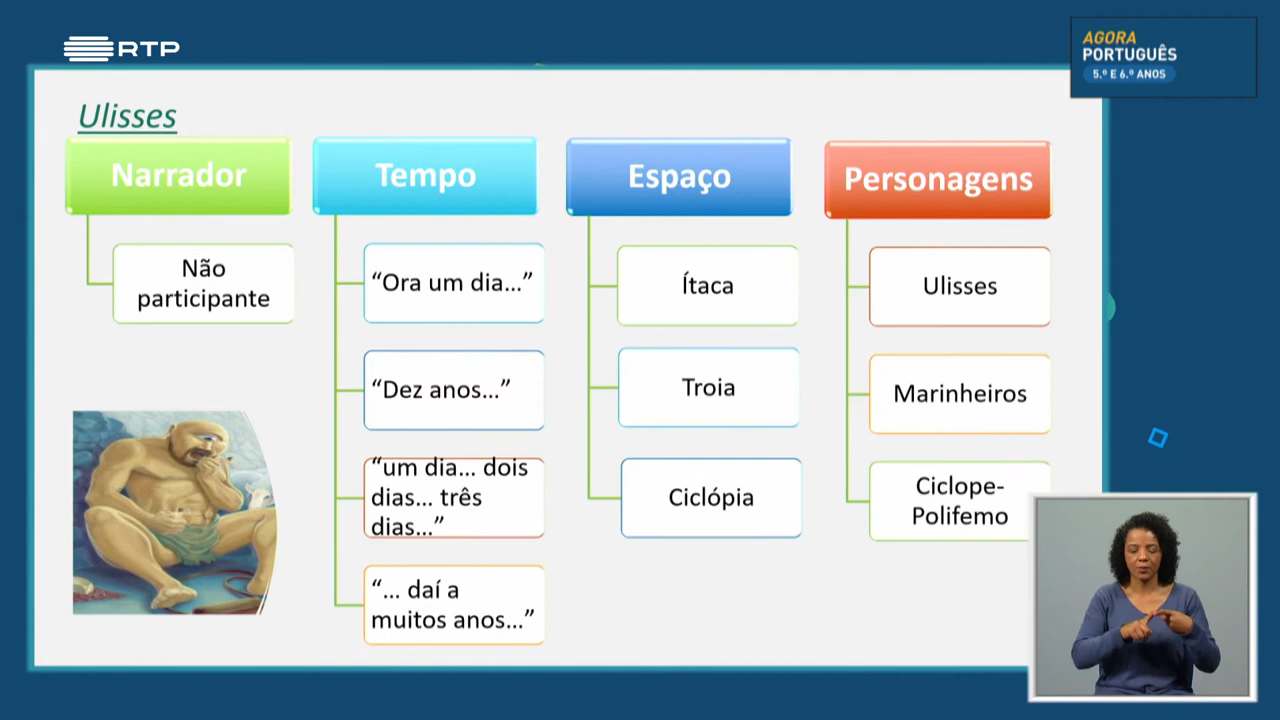 RTP
AGORA
PORTUGUÊS
5.º E 6.º ANOS
Ulisses
Narrador
Não
participante
Tempo
“Ora um dia...”
“Dez anos...”
“um dia... dois
dias... três
dias...”
“... daí a
muitos anos...”
Espaço
Ítaca
Troia
Ciclópia
Personagens
Ulisses
Marinheiros
Ciclope-
Polifemo